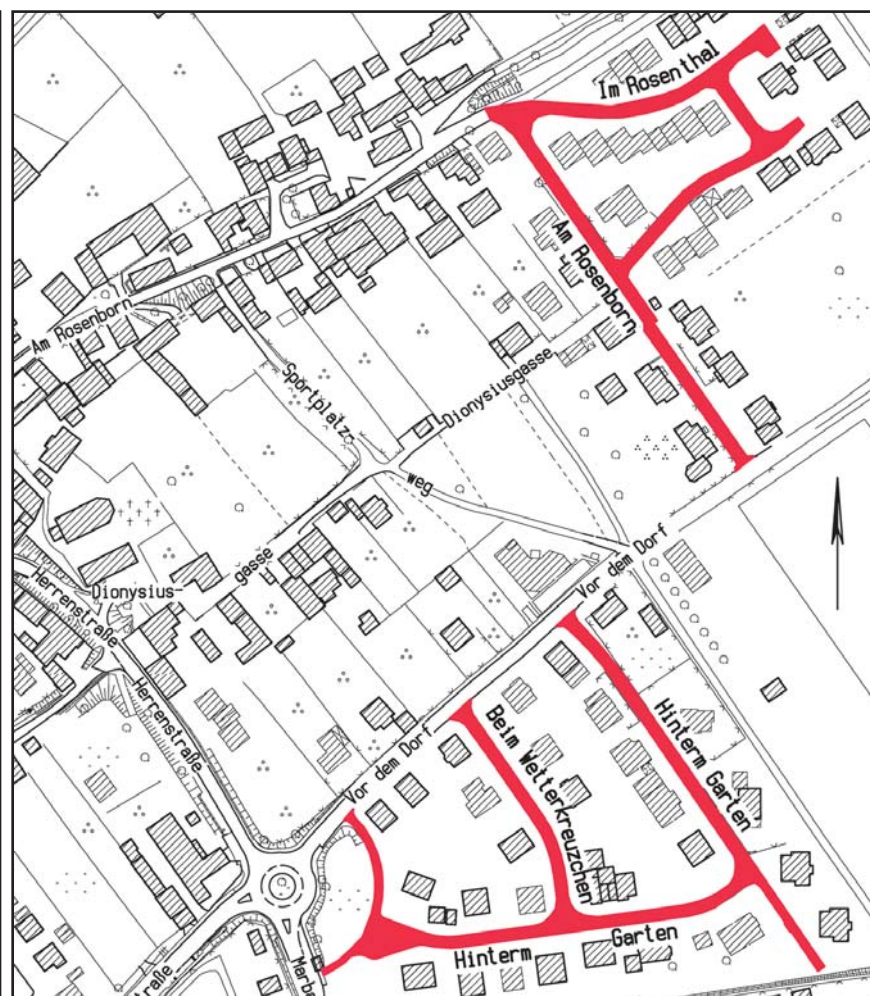 Im Rosenthal
Am Rosenborn
Am Rosenborn
Sportplatz-
weg
Dionysiusgasse
Dionysius-
gasse
Herrenstraße
Herrenstraße
Vor dem Dorf
Vor dem Dorf
Hinterm Garten
Beim Wetterkreuzchen
Hinterm Garten
Marbe
straße